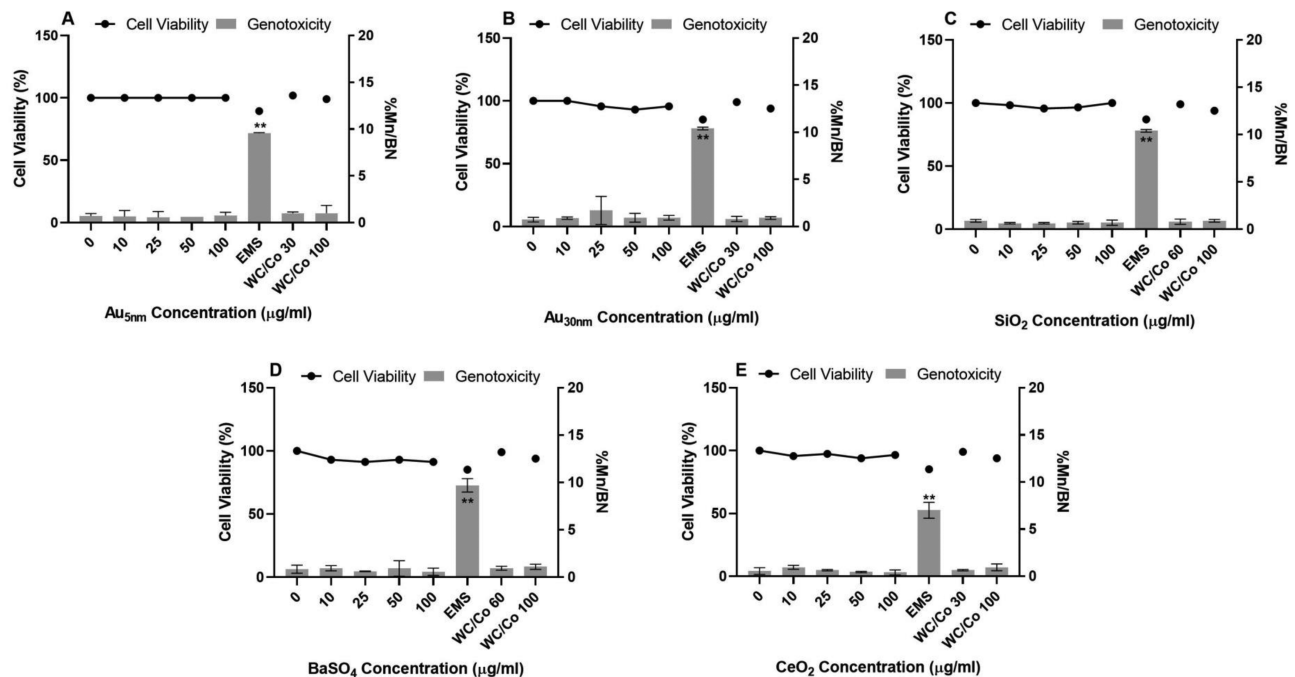 A
Cell Viability Genotoxicity
150
100
50
0
Cell Viability (%)
20
15
10
5
0
%Mn/BN
**
0 10 25 50 100 EMS WC/Co 30 WC/Co 100
Au5nm Concentration (μg/ml)
B
Cell Viability Genotoxicity
150
100
50
0
Cell Viability (%)
20
15
10
5
0
%Mn/BN
**
0 10 25 50 100 EMS WC/Co 30 WC/Co 100
Au30nm Concentration (μg/ml)
C
Cell Viability Genotoxicity
150
100
50
0
Cell Viability (%)
20
15
10
5
0
%Mn/BN
**
0 10 25 50 100 EMS WC/Co 60 WC/Co 100
SiO2 Concentration (μg/ml)
D
Cell Viability Genotoxicity
150
100
50
0
Cell Viability (%)
20
15
10
5
0
%Mn/BN
**
0 10 25 50 100 EMS WC/Co 60 WC/Co 100
BaSO4 Concentration (μg/ml)
E
Cell Viability Genotoxicity
150
100
50
0
Cell Viability (%)
20
15
10
5
0
%Mn/BN
**
0 10 25 50 100 EMS WC/Co 30 WC/Co 100
CeO2 Concentration (μg/ml)